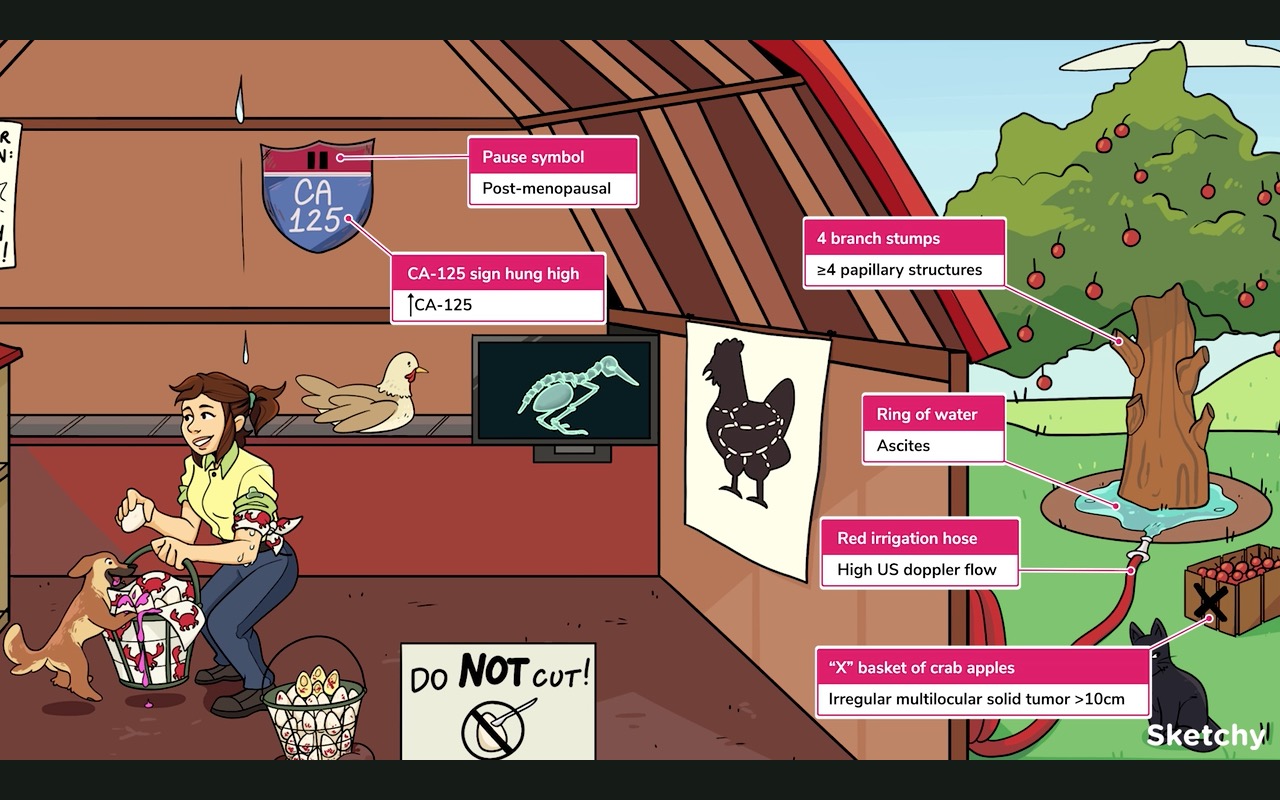 R
N:
!
CA
125
Pause symbol
Post-menopausal
CA-125 sign hung high
↑CA-125
4 branch stumps
≥4 papillary structures
Ring of water
Ascites
Red irrigation hose
High US doppler flow
"X" basket of crab apples
Irregular multilocular solid tumor >10cm
X
DO NOT CUT!
Sketchy